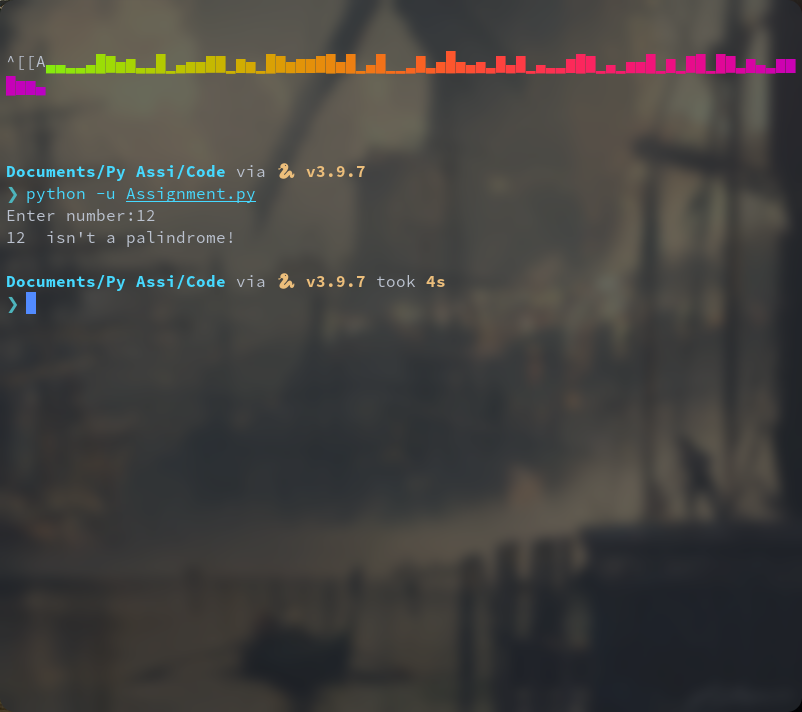 ^[[A
Documents/Py Assi/Code via 🐍 v3.9.7
❯ python -u Assignment.py
Enter number:12
12  isn't a palindrome!
Documents/Py Assi/Code via 🐍 v3.9.7 took 4s
❯